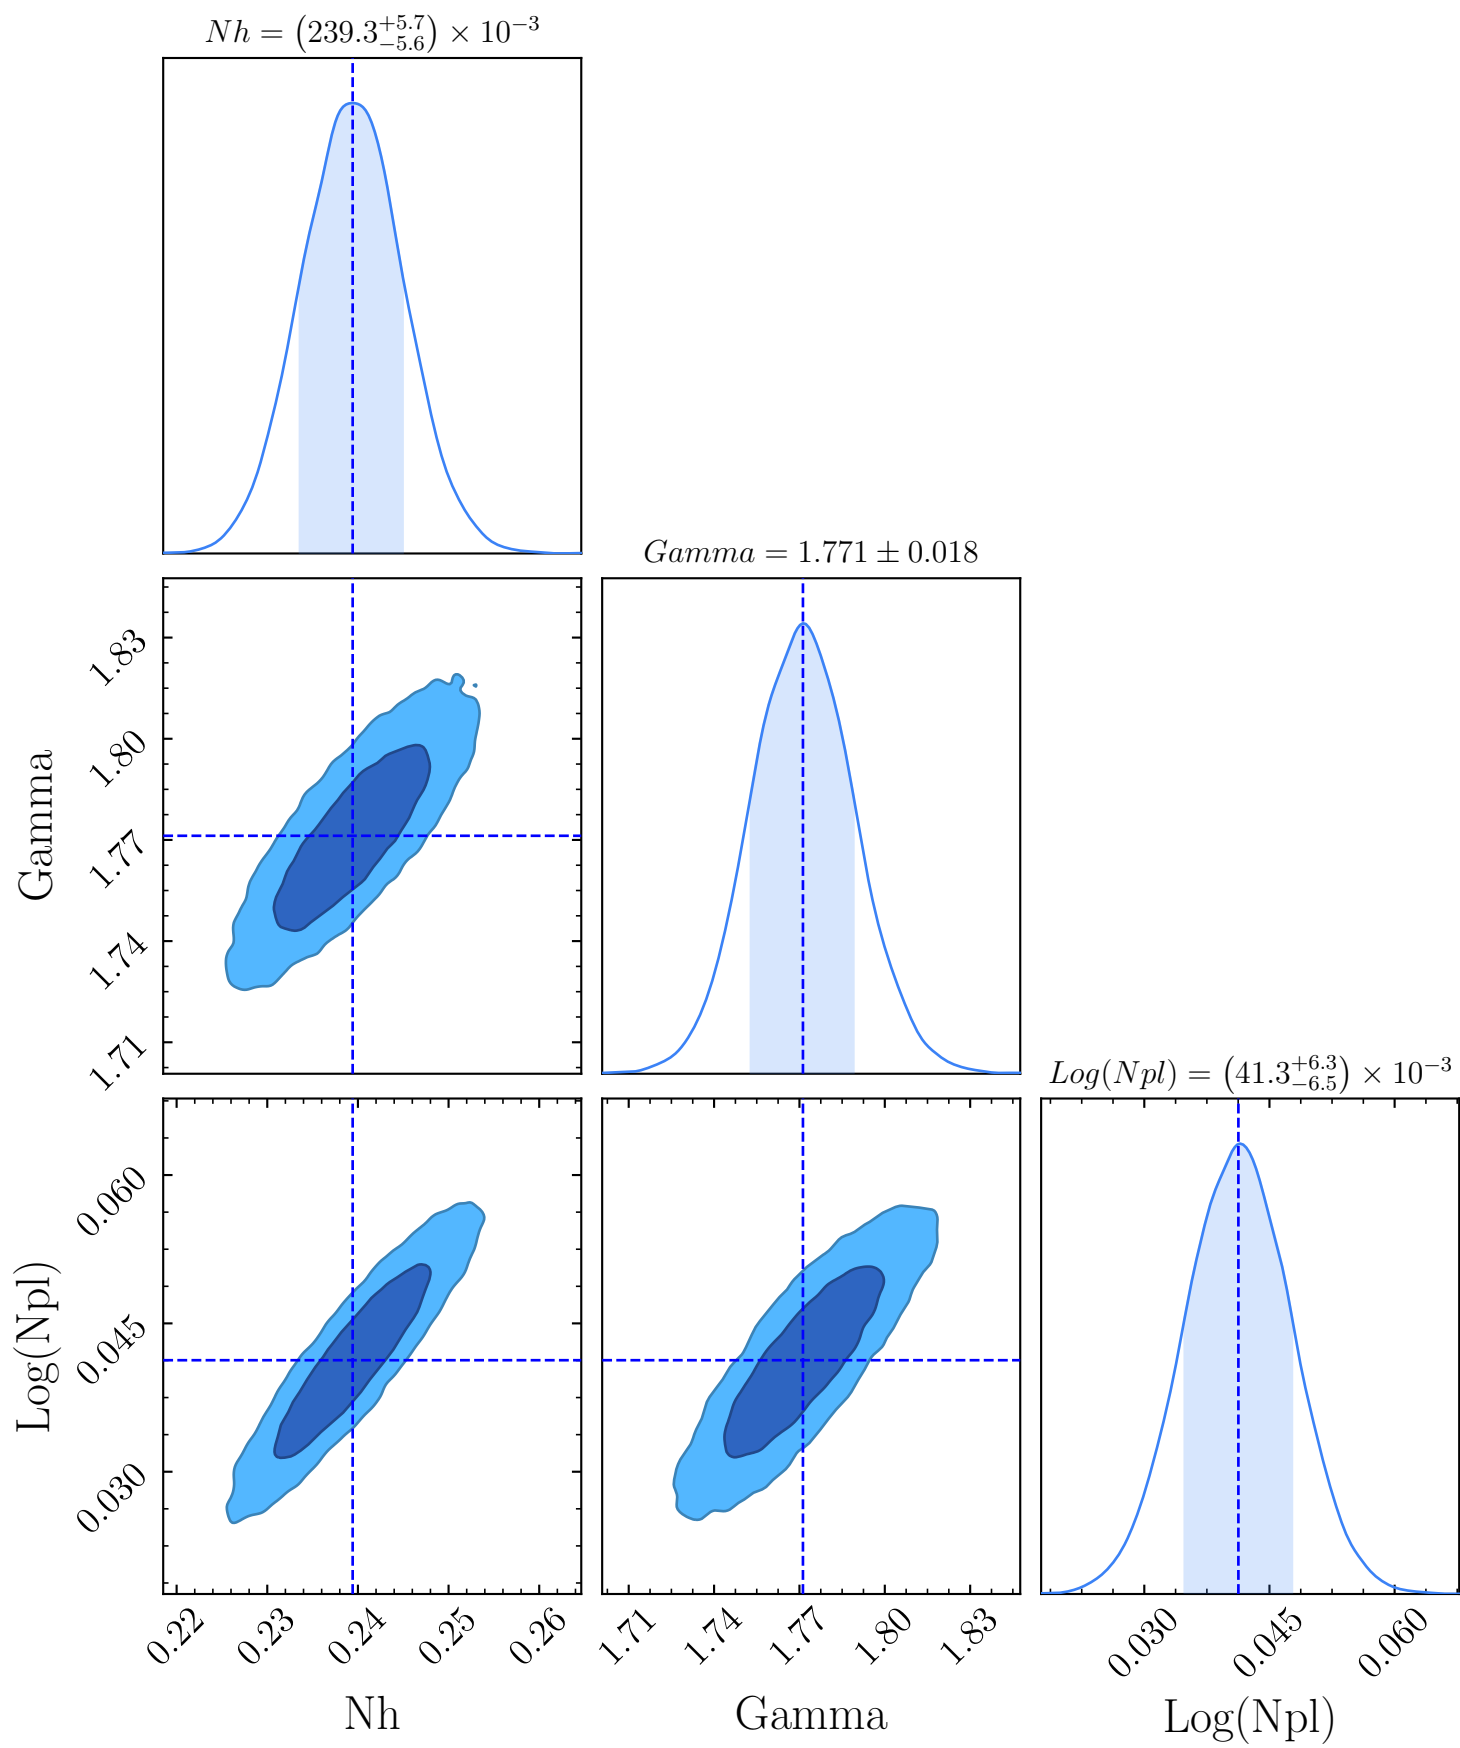 Nh = (239.3^{+5.7}_{-5.6}) × 10^{-3}
Gamma = 1.771 ± 0.018
1.83
1.80
1.77
1.74
1.71
Gamma
Log(Npl) = (41.3^{+6.3}_{-6.5}) × 10^{-3}
0.060
0.045
0.030
Log(Npl)
0.22 0.23 0.24 0.25 0.26
1.71 1.74 1.77 1.80 1.83
0.030 0.045 0.060
Nh
Gamma
Log(Npl)